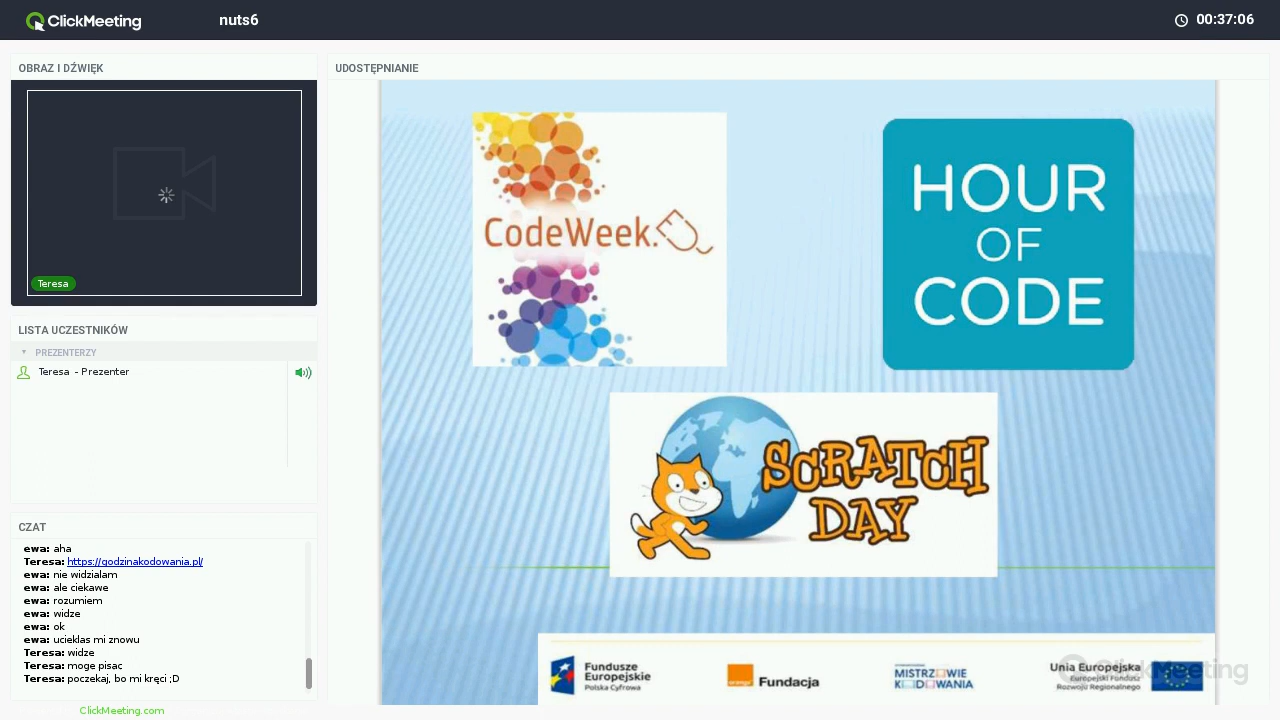 ClickMeeting
nuts6
00:37:06
OBRAZ I DŹWIĘK
UDOSTĘPNIANIE
Teresa
LISTA UCZESTNIKÓW
PREZENTERZY
Teresa - Prezenter
CZAT
ewa: aha
Teresa: https://godzinakodowania.pl/
ewa: nie widzialam
ewa: ale ciekawe
ewa: rozumiem
ewa: widze
ewa: ok
ewa: ucieklas mi znowu
Teresa: widze
Teresa: moge pisac
Teresa: poczekaj, bo mi kręci ;D
ClickMeeting.com
CodeWeek.
HOUR
OF
CODE
SCRATCH
DAY
Fundusze
Europejskie
Polska Cyfrowa
orange
Fundacja
MISTRZOWIE
KODOWANIA
Unia Europejska
Europejski Fundusz
Rozwoju Regionalnego
ClickMeeting